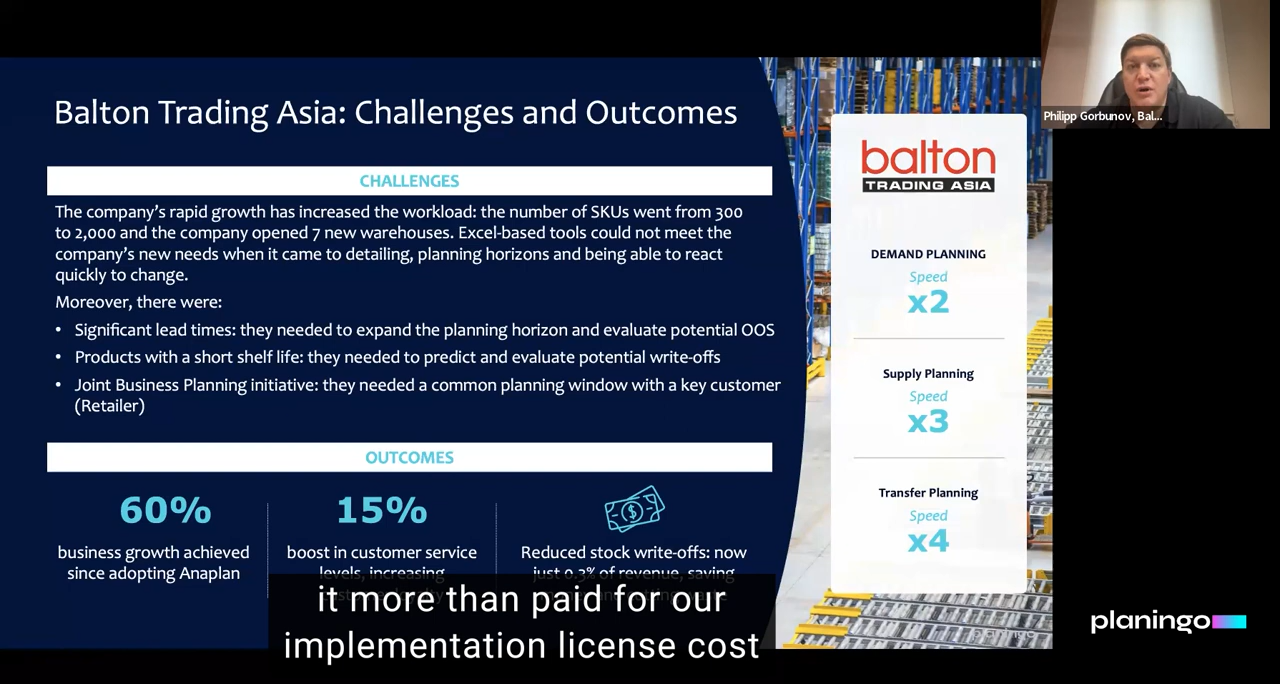 Philipp Gorbunov, Bal...
Balton Trading Asia: Challenges and Outcomes
CHALLENGES
The company's rapid growth has increased the workload: the number of SKUs went from 300
to 2,000 and the company opened 7 new warehouses. Excel-based tools could not meet the
company's new needs when it came to detailing, planning horizons and being able to react
quickly to change.
Moreover, there were:
• Significant lead times: they needed to expand the planning horizon and evaluate potential OOS
• Products with a short shelf life: they needed to predict and evaluate potential write-offs
• Joint Business Planning initiative: they needed a common planning window with a key customer
(Retailer)
OUTCOMES
60%
business growth achieved
since adopting Anaplan
15%
boost in customer service
levels, increasing
Reduced stock write-offs: now
just 0.3% of revenue, saving
balton
TRADING ASIA
DEMAND PLANNING
Speed
x2
Supply Planning
Speed
x3
Transfer Planning
Speed
x4
it more than paid for our
implementation license cost
planingo
planingo